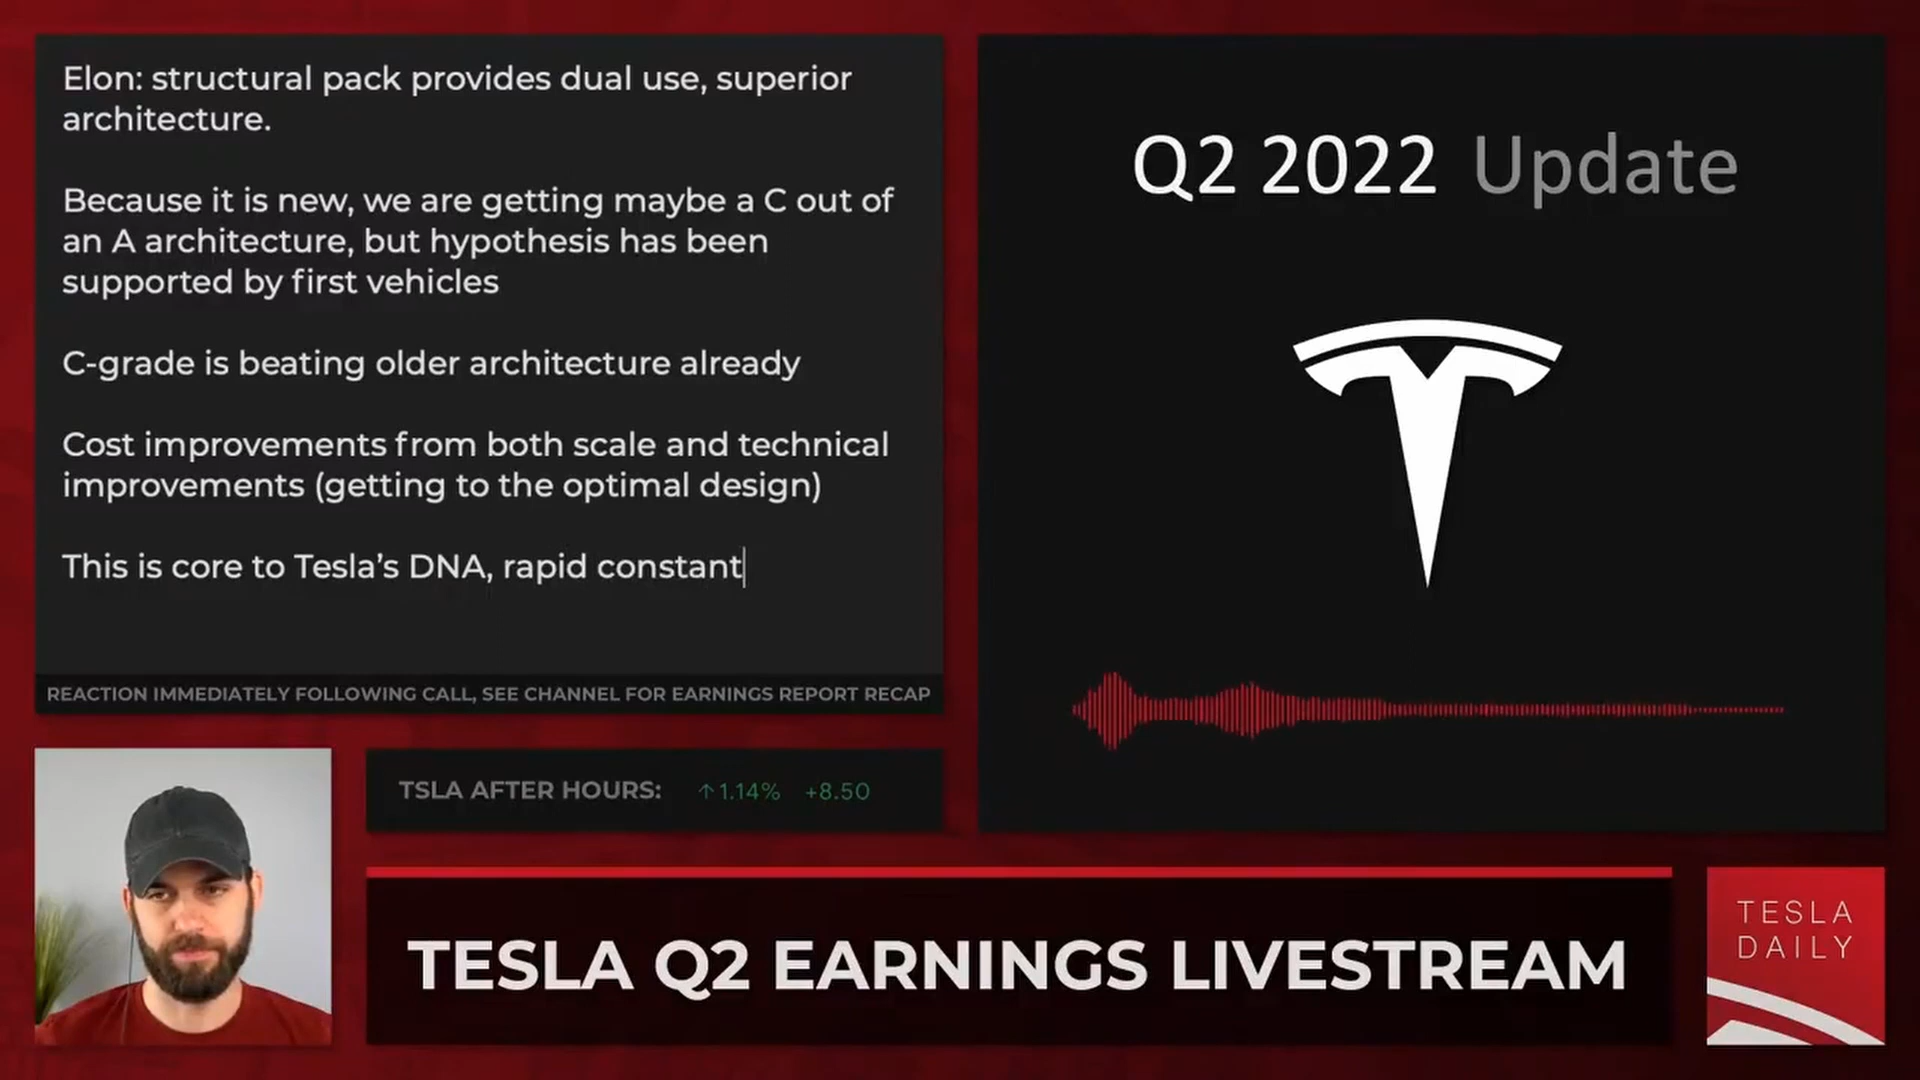 Elon: structural pack provides dual use, superior
architecture.
Because it is new, we are getting maybe a C out of
an A architecture, but hypothesis has been
supported by first vehicles
C-grade is beating older architecture already
Cost improvements from both scale and technical
improvements (getting to the optimal design)
This is core to Tesla’s DNA, rapid constant
REACTION IMMEDIATELY FOLLOWING CALL, SEE CHANNEL FOR EARNINGS REPORT RECAP
Q2 2022 Update
TSLA AFTER HOURS: ↑1.14% +8.50
TESLA Q2 EARNINGS LIVESTREAM
TESLA
DAILY